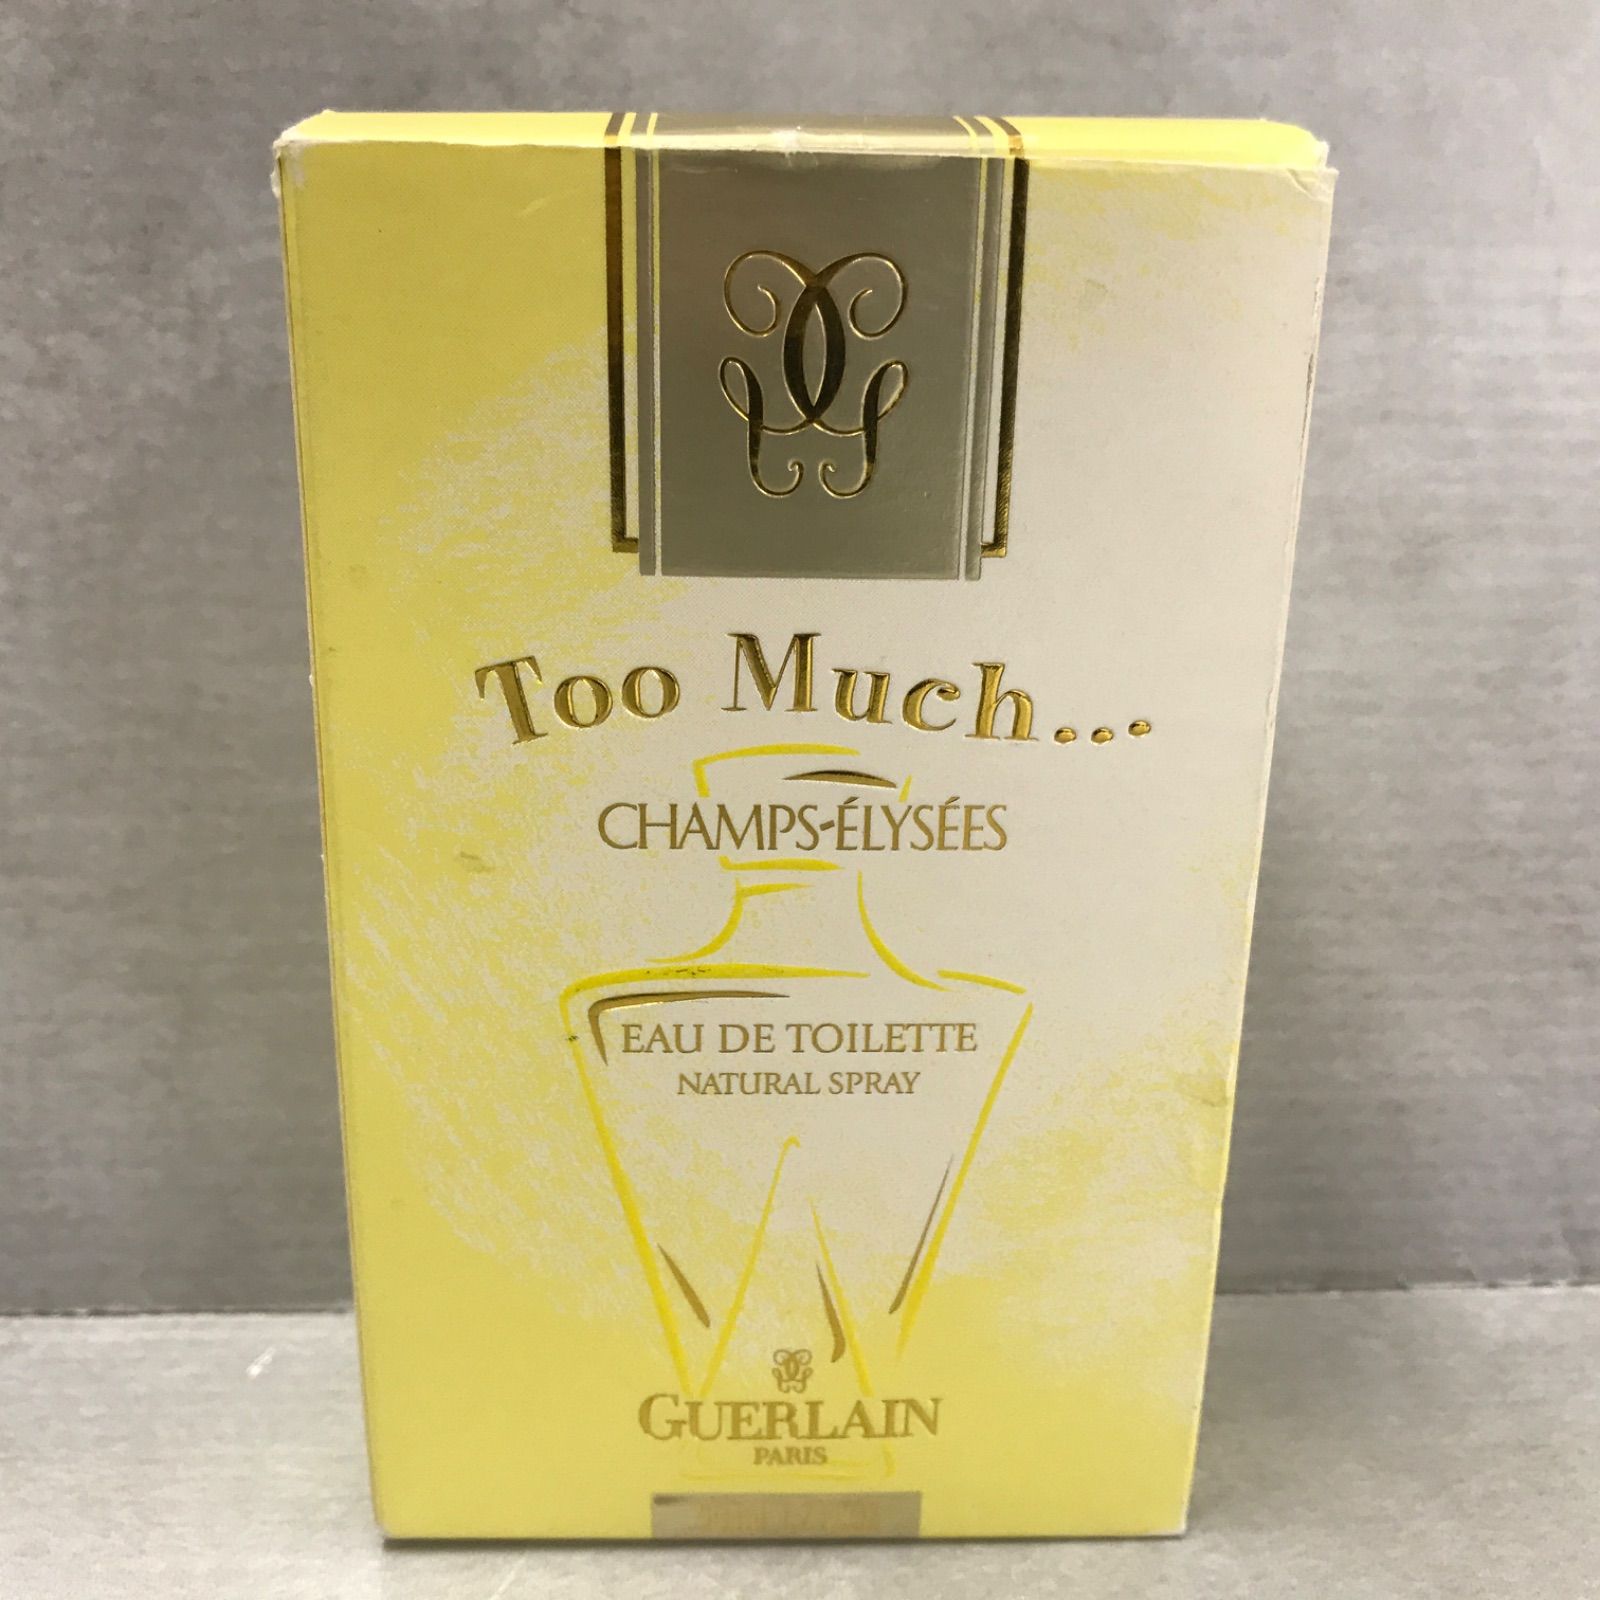 Too Much...
CHAMPS-ÉLYSÉES
EAU DE TOILETTE
NATURAL SPRAY
GUERLAIN
PARIS